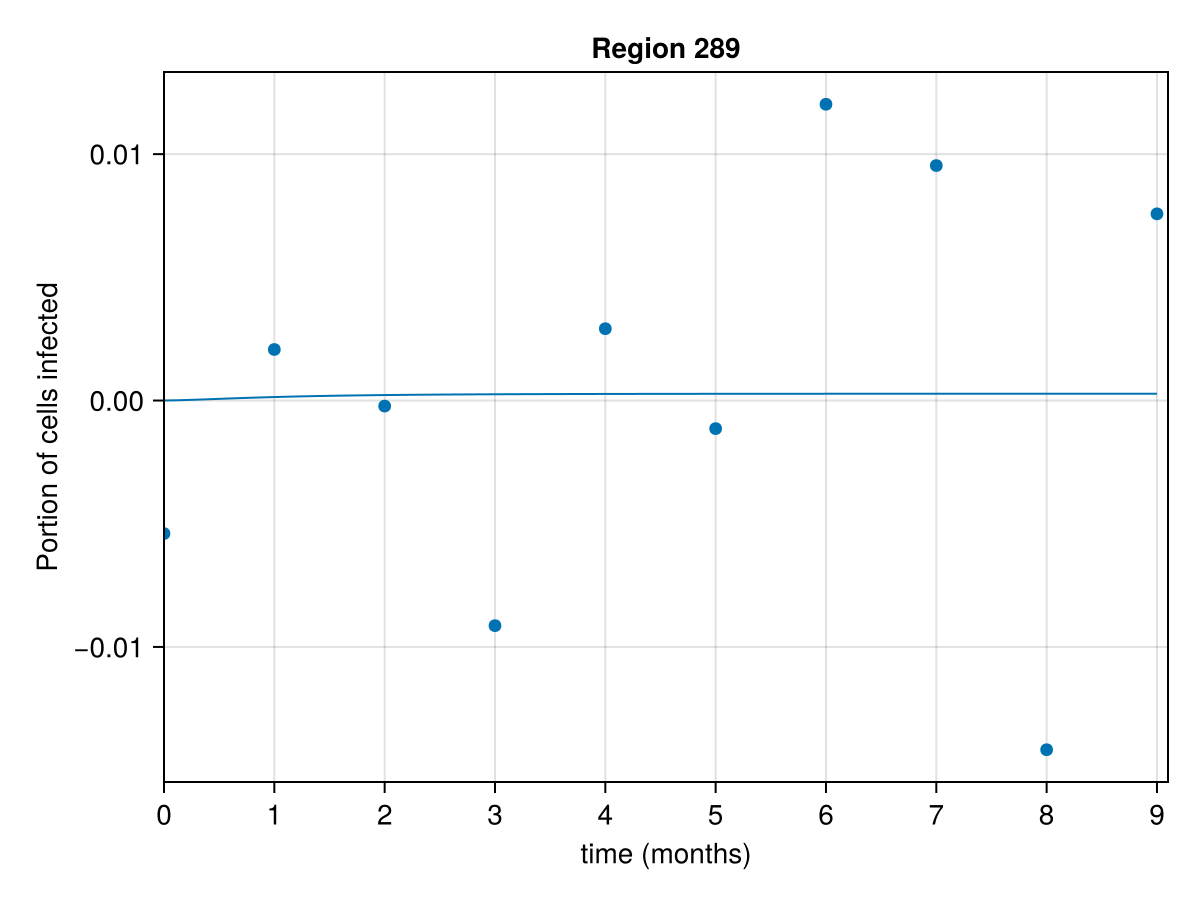 Region 289
Portion of cells infected
0.01
0.00
−0.01
0 1 2 3 4 5 6 7 8 9
time (months)